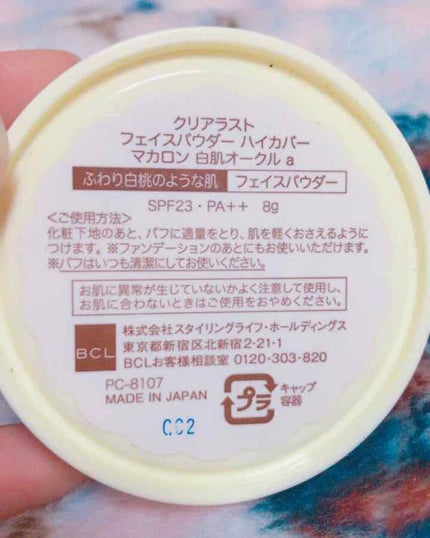 クリアラスト
フェイスパウダー ハイカバー
マカロン 白肌オークル a
ふわり白桃のような肌 フェイスパウダー
SPF23・PA++ 8g
<ご使用方法>
化粧下地のあと、パフに適量をとり、肌を軽くおさえるように
つけます。※ファンデーションのあとにもお使いいただけます。
※パフはいつも清潔にしてお使いください。
お肌に異常が生じていないかよく注意して使用し、
お肌に合わないときはご使用をおやめください。
BCL
株式会社スタイリングライフ・ホールディングス
東京都新宿区北新宿2-21-1
BCLお客様相談室 0120-303-820
PC-8107
MADE IN JAPAN
プラ
キャップ
容器
CC2